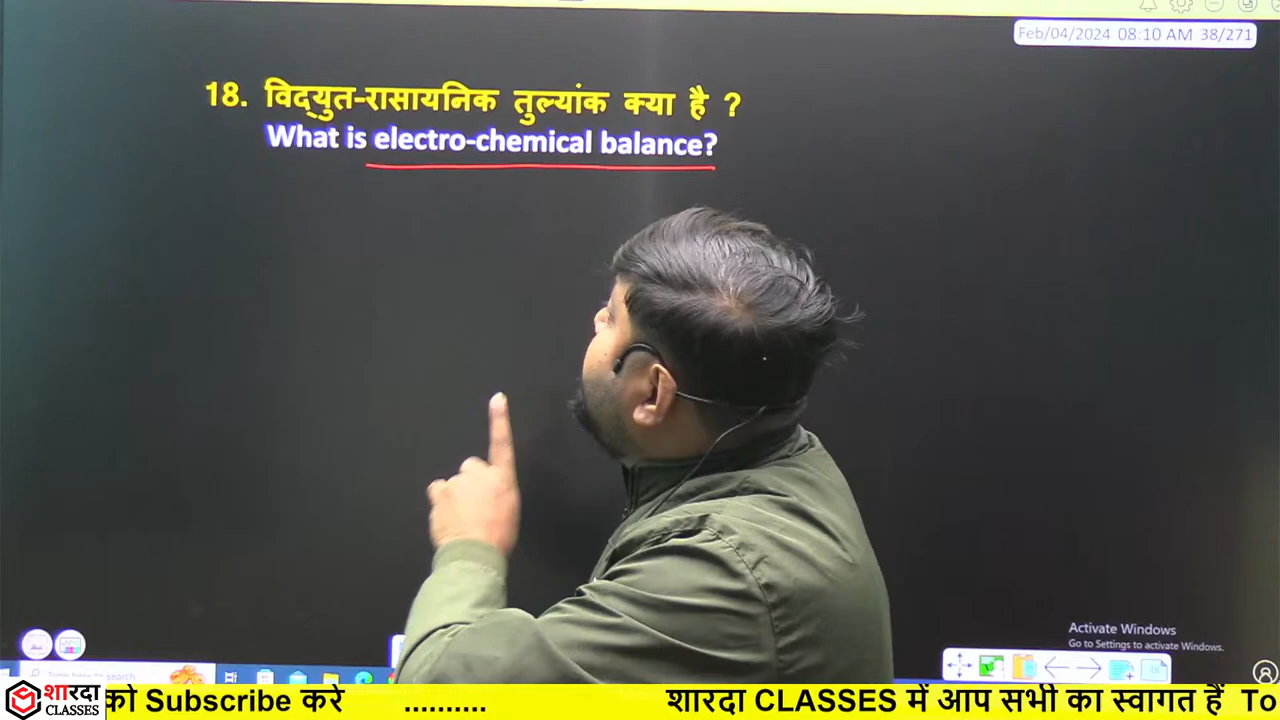 Feb/04/2024 08:10 AM 38/271
18. विद्युत-रासायनिक तुल्यांक क्या है ?
What is electro-chemical balance?
Activate Windows
Go to Settings to activate Windows.
शारदा
CLASSES
को Subscribe करे .......... शारदा CLASSES में आप सभी का स्वागत हैं To